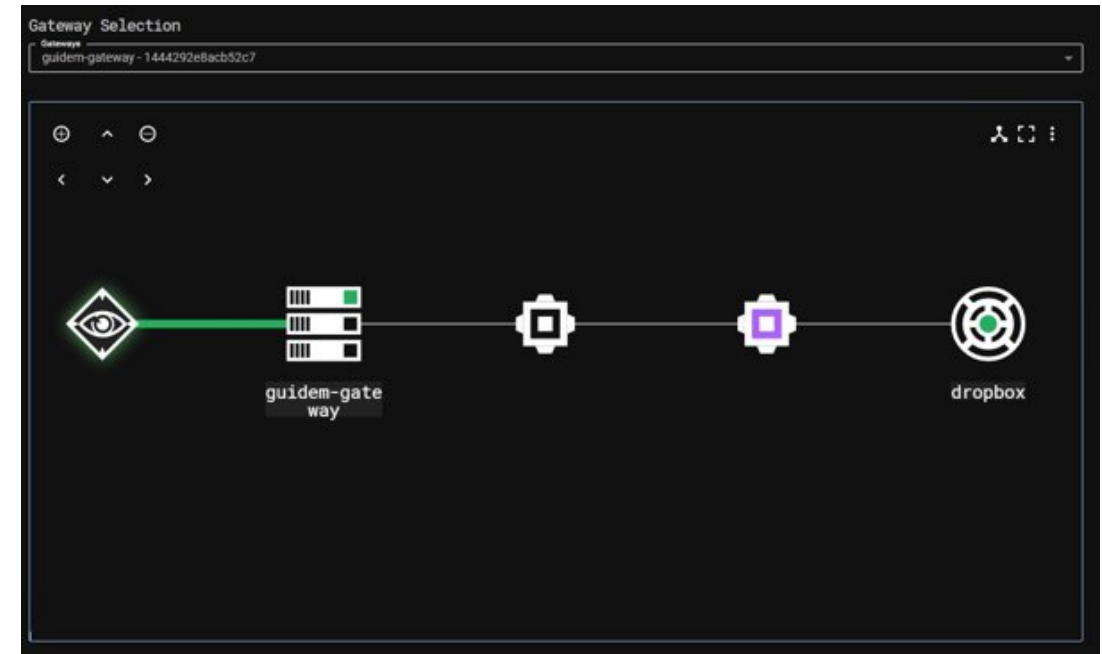 Gateway Selection
Gateways
guidem-gateway - 1444292e8acb52c7
guidem-gate
way
dropbox